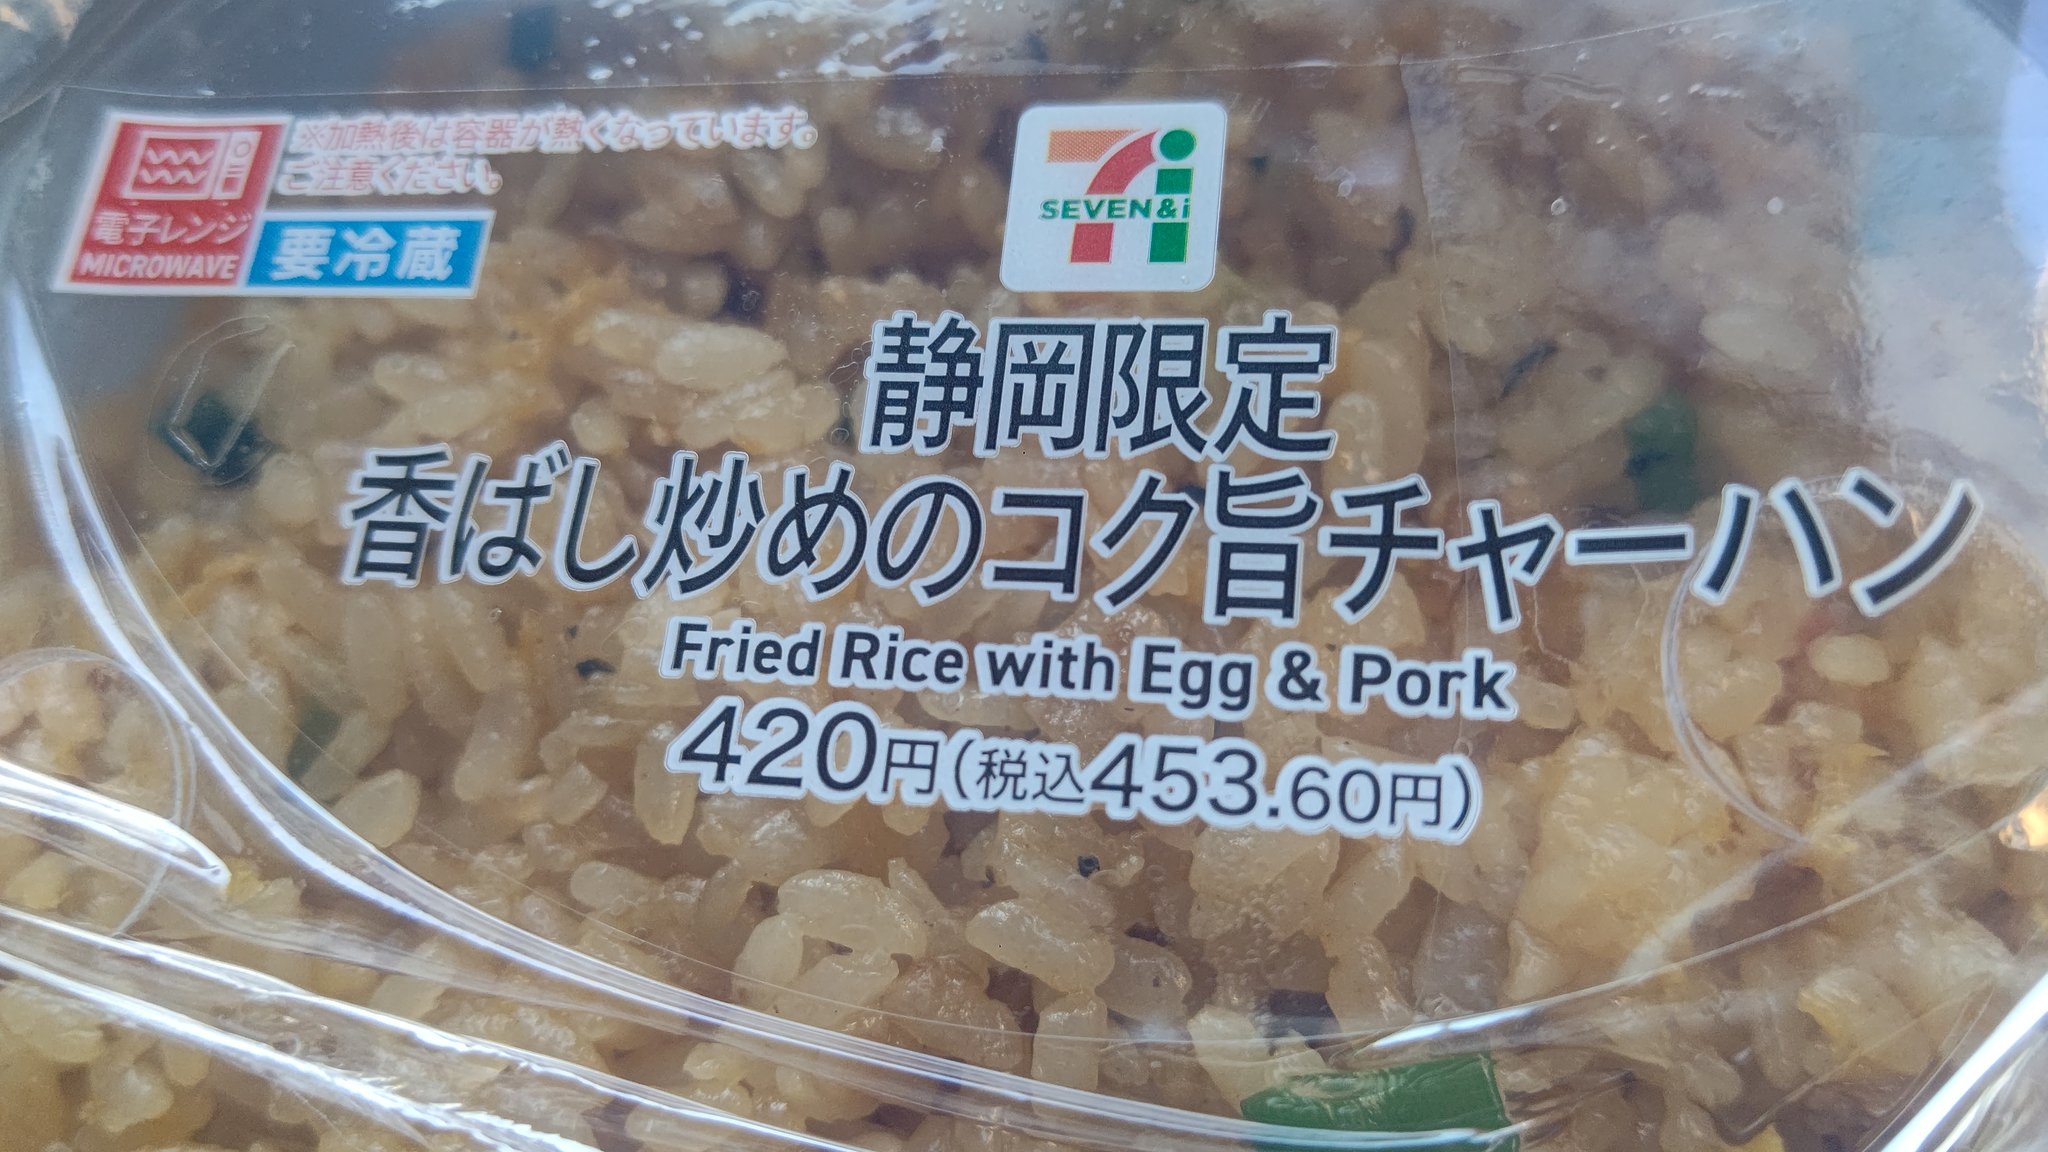 ※加熱後は容器が熱くなっています。
ご注意ください。
電子レンジ
MICROWAVE
要冷蔵
SEVEN&i
静岡限定
香ばし炒めのコク旨チャーハン
Fried Rice with Egg & Pork
420円(税込453.60円)